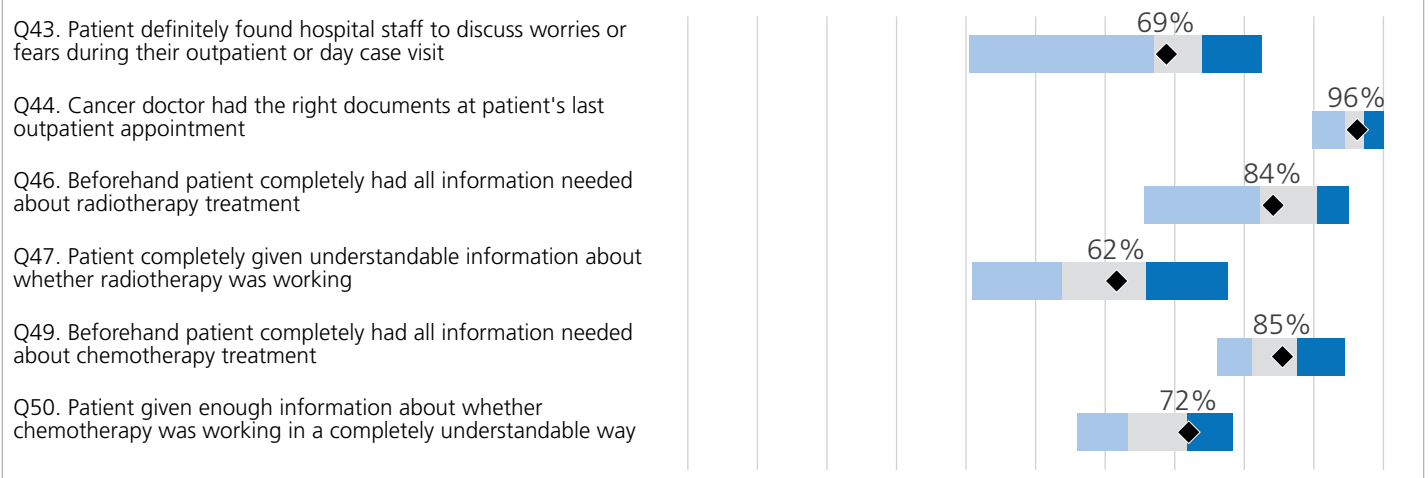 Q43. Patient definitely found hospital staff to discuss worries or
fears during their outpatient or day case visit
69%
Q44. Cancer doctor had the right documents at patient's last
outpatient appointment
96%
Q46. Beforehand patient completely had all information needed
about radiotherapy treatment
84%
Q47. Patient completely given understandable information about
whether radiotherapy was working
62%
Q49. Beforehand patient completely had all information needed
about chemotherapy treatment
85%
Q50. Patient given enough information about whether
chemotherapy was working in a completely understandable way
72%